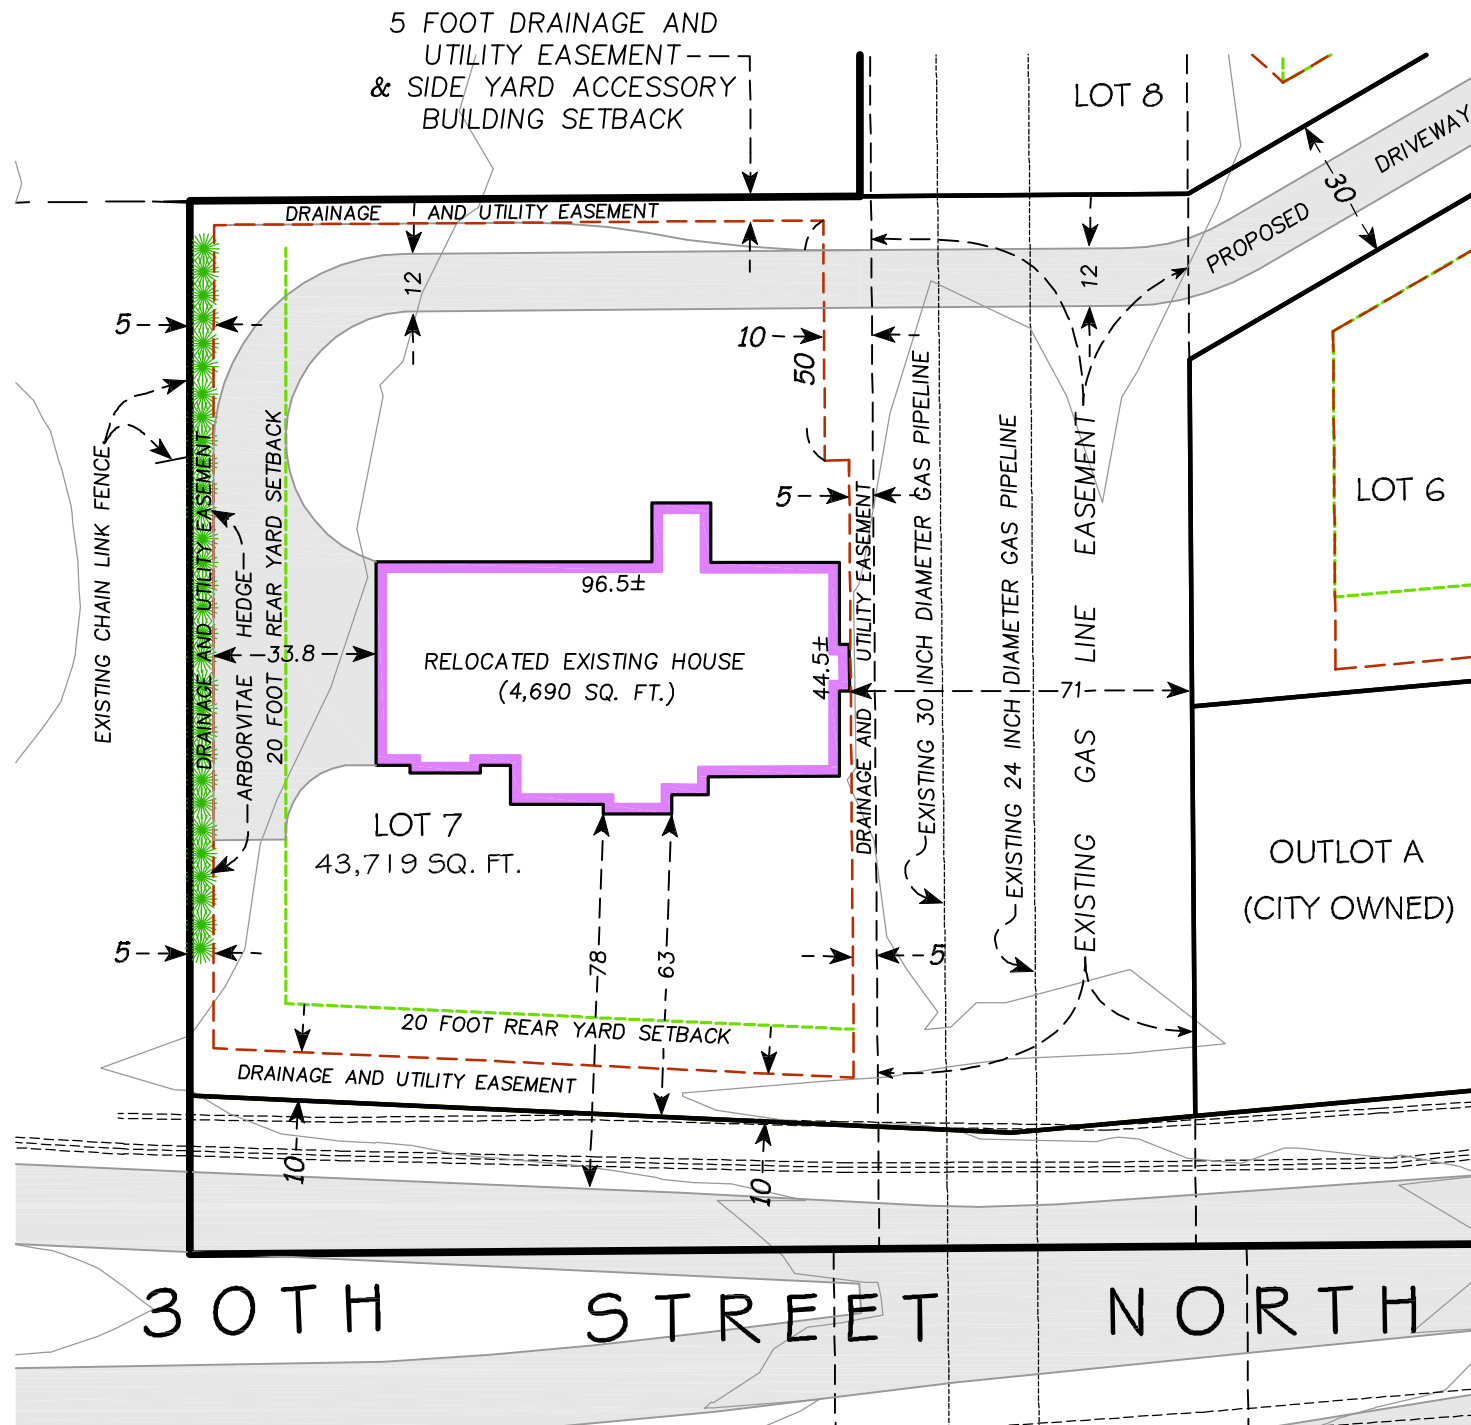 5 FOOT DRAINAGE AND
UTILITY EASEMENT
& SIDE YARD ACCESSORY
BUILDING SETBACK
LOT 8
PROPOSED DRIVEWAY
30
DRAINAGE AND UTILITY EASEMENT
12
12
5
10
50
5
EXISTING CHAIN LINK FENCE
DRAINAGE AND UTILITY EASEMENT
ARBORVITAE HEDGE
20 FOOT REAR YARD SETBACK
33.8
96.5±
RELOCATED EXISTING HOUSE
(4,690 SQ. FT.)
44.5±
DRAINAGE AND UTILITY EASEMENT
EXISTING 30 INCH DIAMETER GAS PIPELINE
EXISTING 24 INCH DIAMETER GAS PIPELINE
EXISTING GAS LINE EASEMENT
71
LOT 6
LOT 7
43,719 SQ. FT.
OUTLOT A
(CITY OWNED)
5
78
63
5
20 FOOT REAR YARD SETBACK
DRAINAGE AND UTILITY EASEMENT
10
10
30TH STREET NORTH